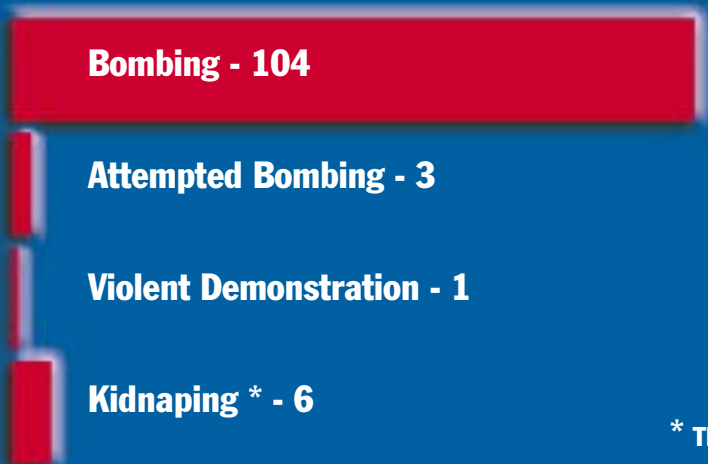 Bombing - 104
Attempted Bombing - 3
Violent Demonstration - 1
Kidnaping * - 6
*